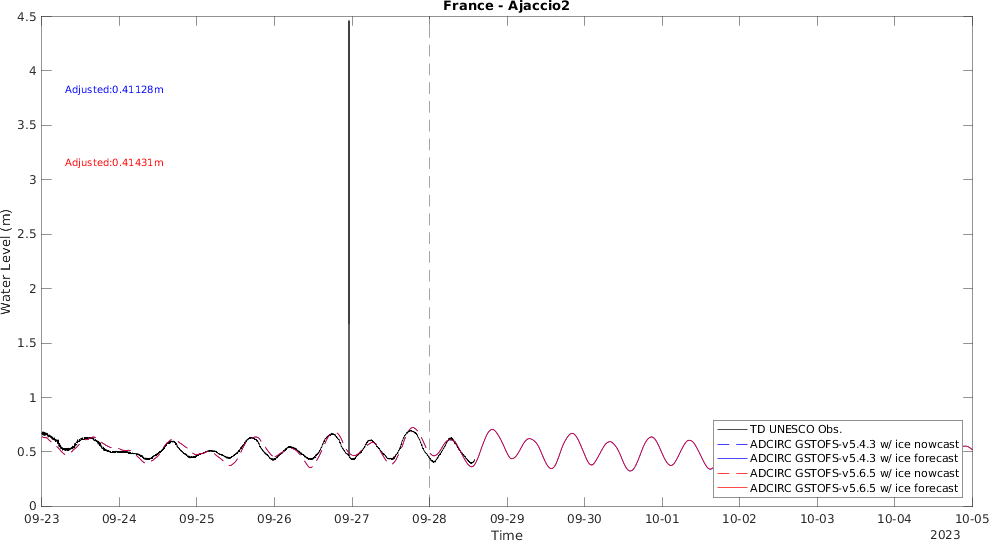 France - Ajaccio2
4.5
4
3.5
3
2.5
2
1.5
1
0.5
0
Water Level (m)
Adjusted:0.41128m
Adjusted:0.41431m
TD UNESCO Obs.
ADCIRC GSTOFS-v5.4.3 w/ ice nowcast
ADCIRC GSTOFS-v5.4.3 w/ ice forecast
ADCIRC GSTOFS-v5.6.5 w/ ice nowcast
ADCIRC GSTOFS-v5.6.5 w/ ice forecast
09-23 09-24 09-25 09-26 09-27 09-28 09-29 09-30 10-01 10-02 10-03 10-04 10-05
Time
2023